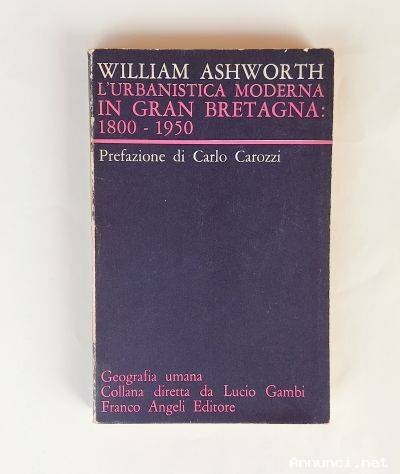 WILLIAM ASHWORTH
L'URBANISTICA MODERNA
IN GRAN BRETAGNA:
1800 - 1950
Prefazione di Carlo Carozzi
Geografia umana
Collana diretta da Lucio Gambi
Franco Angeli Editore
Annunci.net